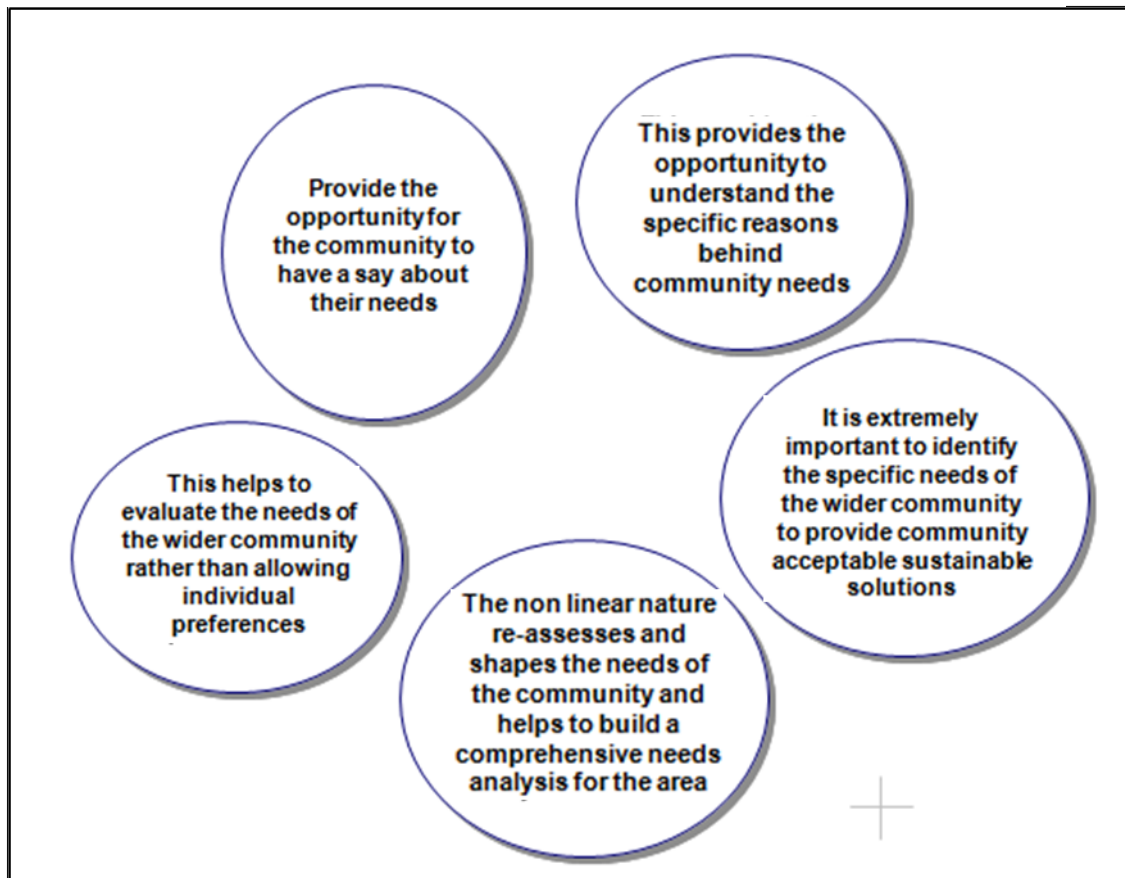 Provide the
opportunity for
the community to
have a say about
their needs
This provides the
opportunity to
understand the
specific reasons
behind
community needs
It is extremely
important to identify
the specific needs of
the wider community
to provide community
acceptable sustainable
solutions
The non linear nature
re-assesses and
shapes the needs of
the community and
helps to build a
comprehensive needs
analysis for the area
This helps to
evaluate the needs of
the wider community
rather than allowing
individual
preferences